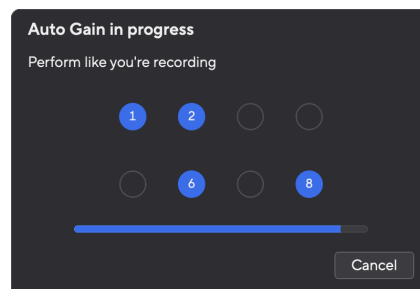 Auto Gain in progress
Perform like you're recording
1 2
6 8
Cancel